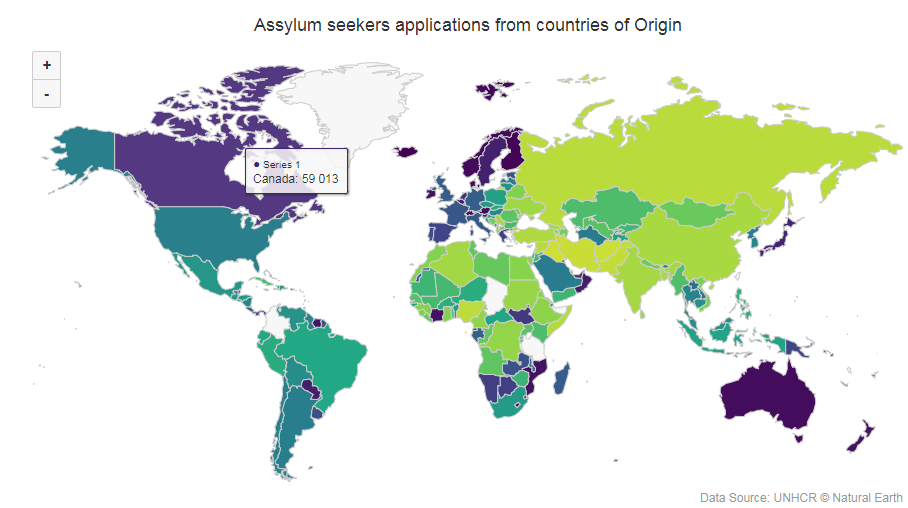 Assylum seekers applications from countries of Origin
+
-
● Series 1
Canada: 59 013
Data Source: UNHCR © Natural Earth